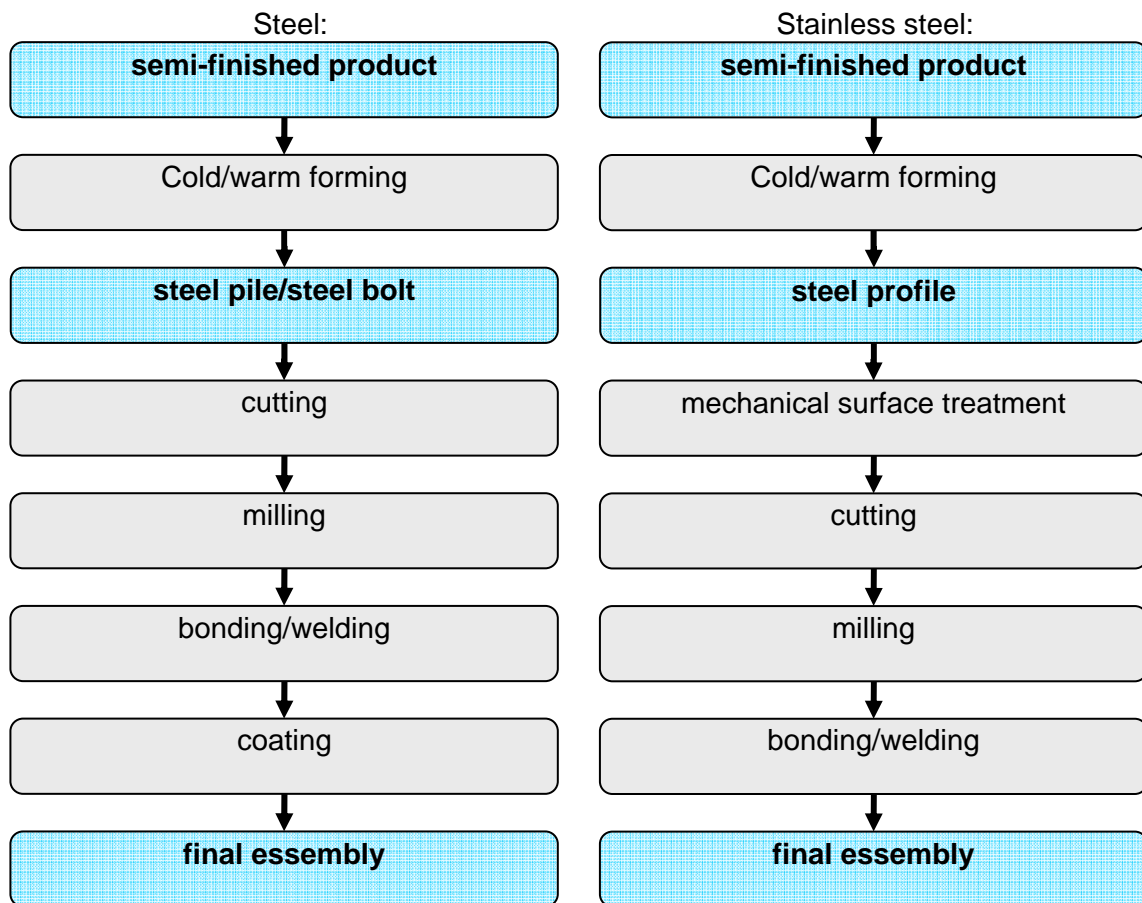 Steel:
semi-finished product
Cold/warm forming
steel pile/steel bolt
cutting
milling
bonding/welding
coating
final essembly
Stainless steel:
semi-finished product
Cold/warm forming
steel profile
mechanical surface treatment
cutting
milling
bonding/welding
final essembly